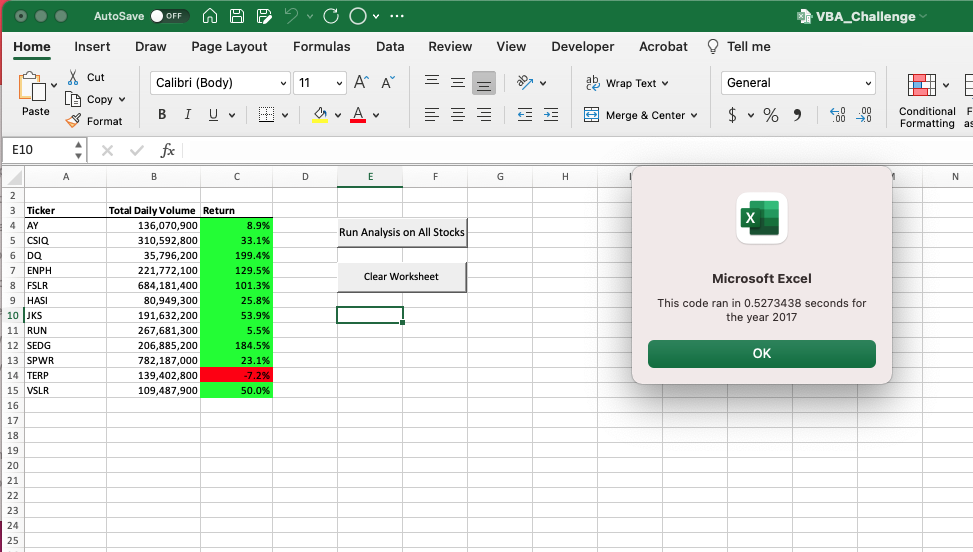 AutoSave OFF VBA_Challenge
Home Insert Draw Page Layout Formulas Data Review View Developer Acrobat Tell me
Paste
Cut
Copy
Format
Calibri (Body) 11 A A
B I U A
ab Wrap Text
Merge & Center
General
$ % 9 .00
Conditional Formatting
E10 fx
A B C D E F G H N
2
3 Ticker Total Daily Volume Return
4 AY 136,070,900 8.9%
5 CSIQ 310,592,800 33.1%
6 DQ 35,796,200 199.4%
7 ENPH 221,772,100 129.5%
8 FSLR 684,181,400 101.3%
9 HASI 80,949,300 25.8%
10 JKS 191,632,200 53.9%
11 RUN 267,681,300 5.5%
12 SEDG 206,885,200 184.5%
13 SPWR 782,187,000 23.1%
14 TERP 139,402,800 -7.2%
15 VSLR 109,487,900 50.0%
16
17
18
19
20
21
22
23
24
25
Run Analysis on All Stocks
Clear Worksheet
X
Microsoft Excel
This code ran in 0.5273438 seconds for
the year 2017
OK